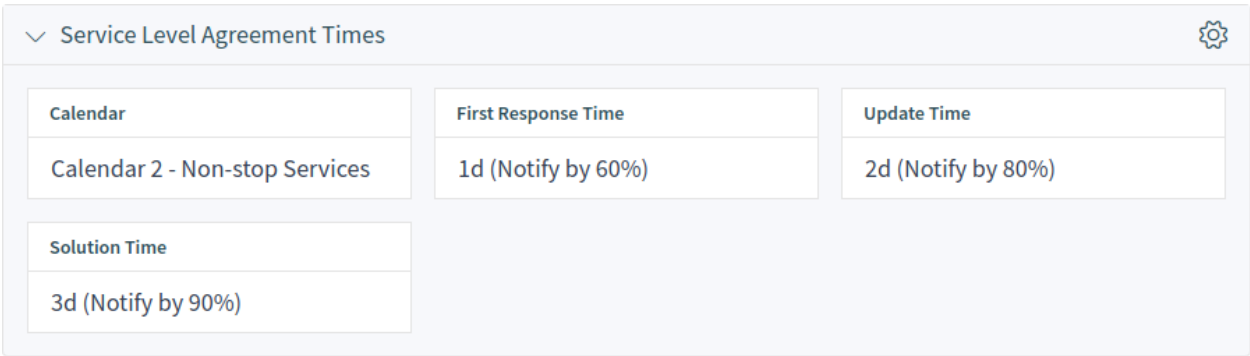 Service Level Agreement Times
Calendar
Calendar 2 - Non-stop Services
First Response Time
1d (Notify by 60%)
Update Time
2d (Notify by 80%)
Solution Time
3d (Notify by 90%)